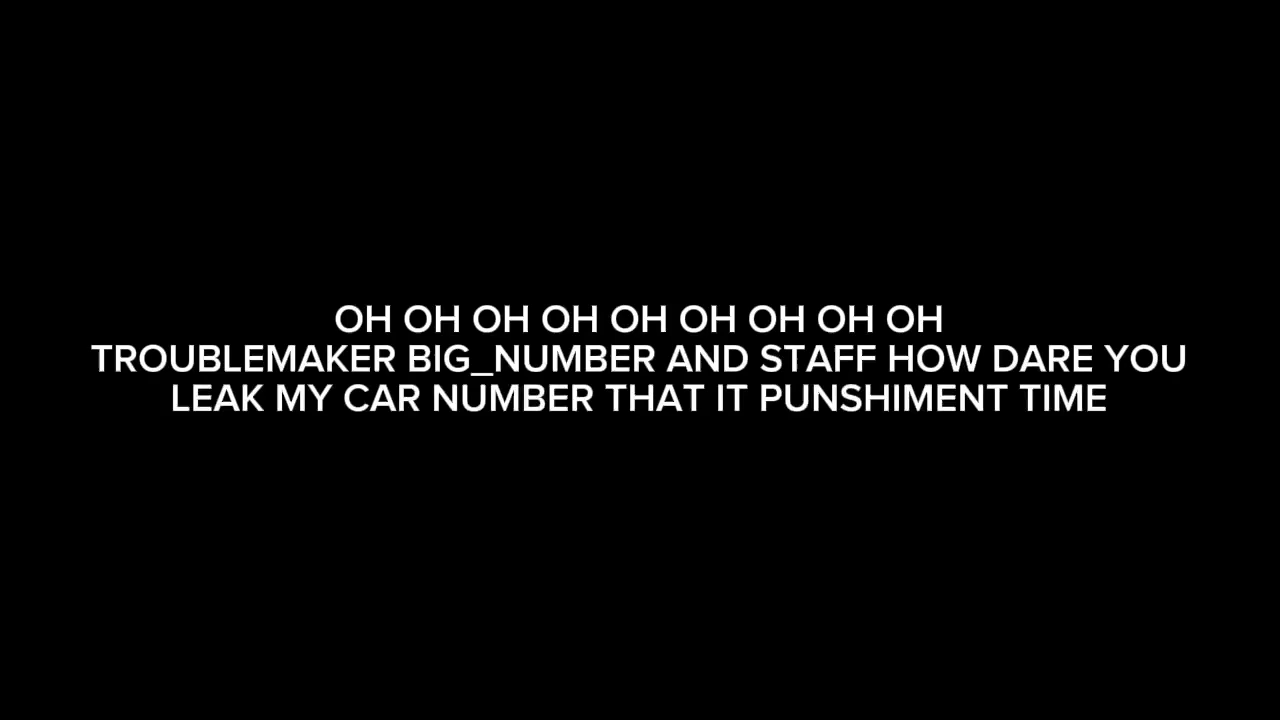 OH OH OH OH OH OH OH OH OH
TROUBLEMAKER BIG_NUMBER AND STAFF HOW DARE YOU
LEAK MY CAR NUMBER THAT IT PUNSHIMENT TIME